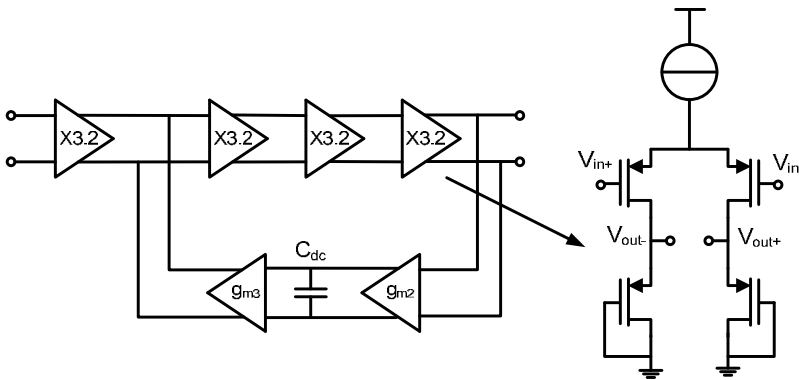 X3.2 X3.2 X3.2 X3.2
Cdc
gm3 gm2
Vin+ Vin
Vout- Vout+